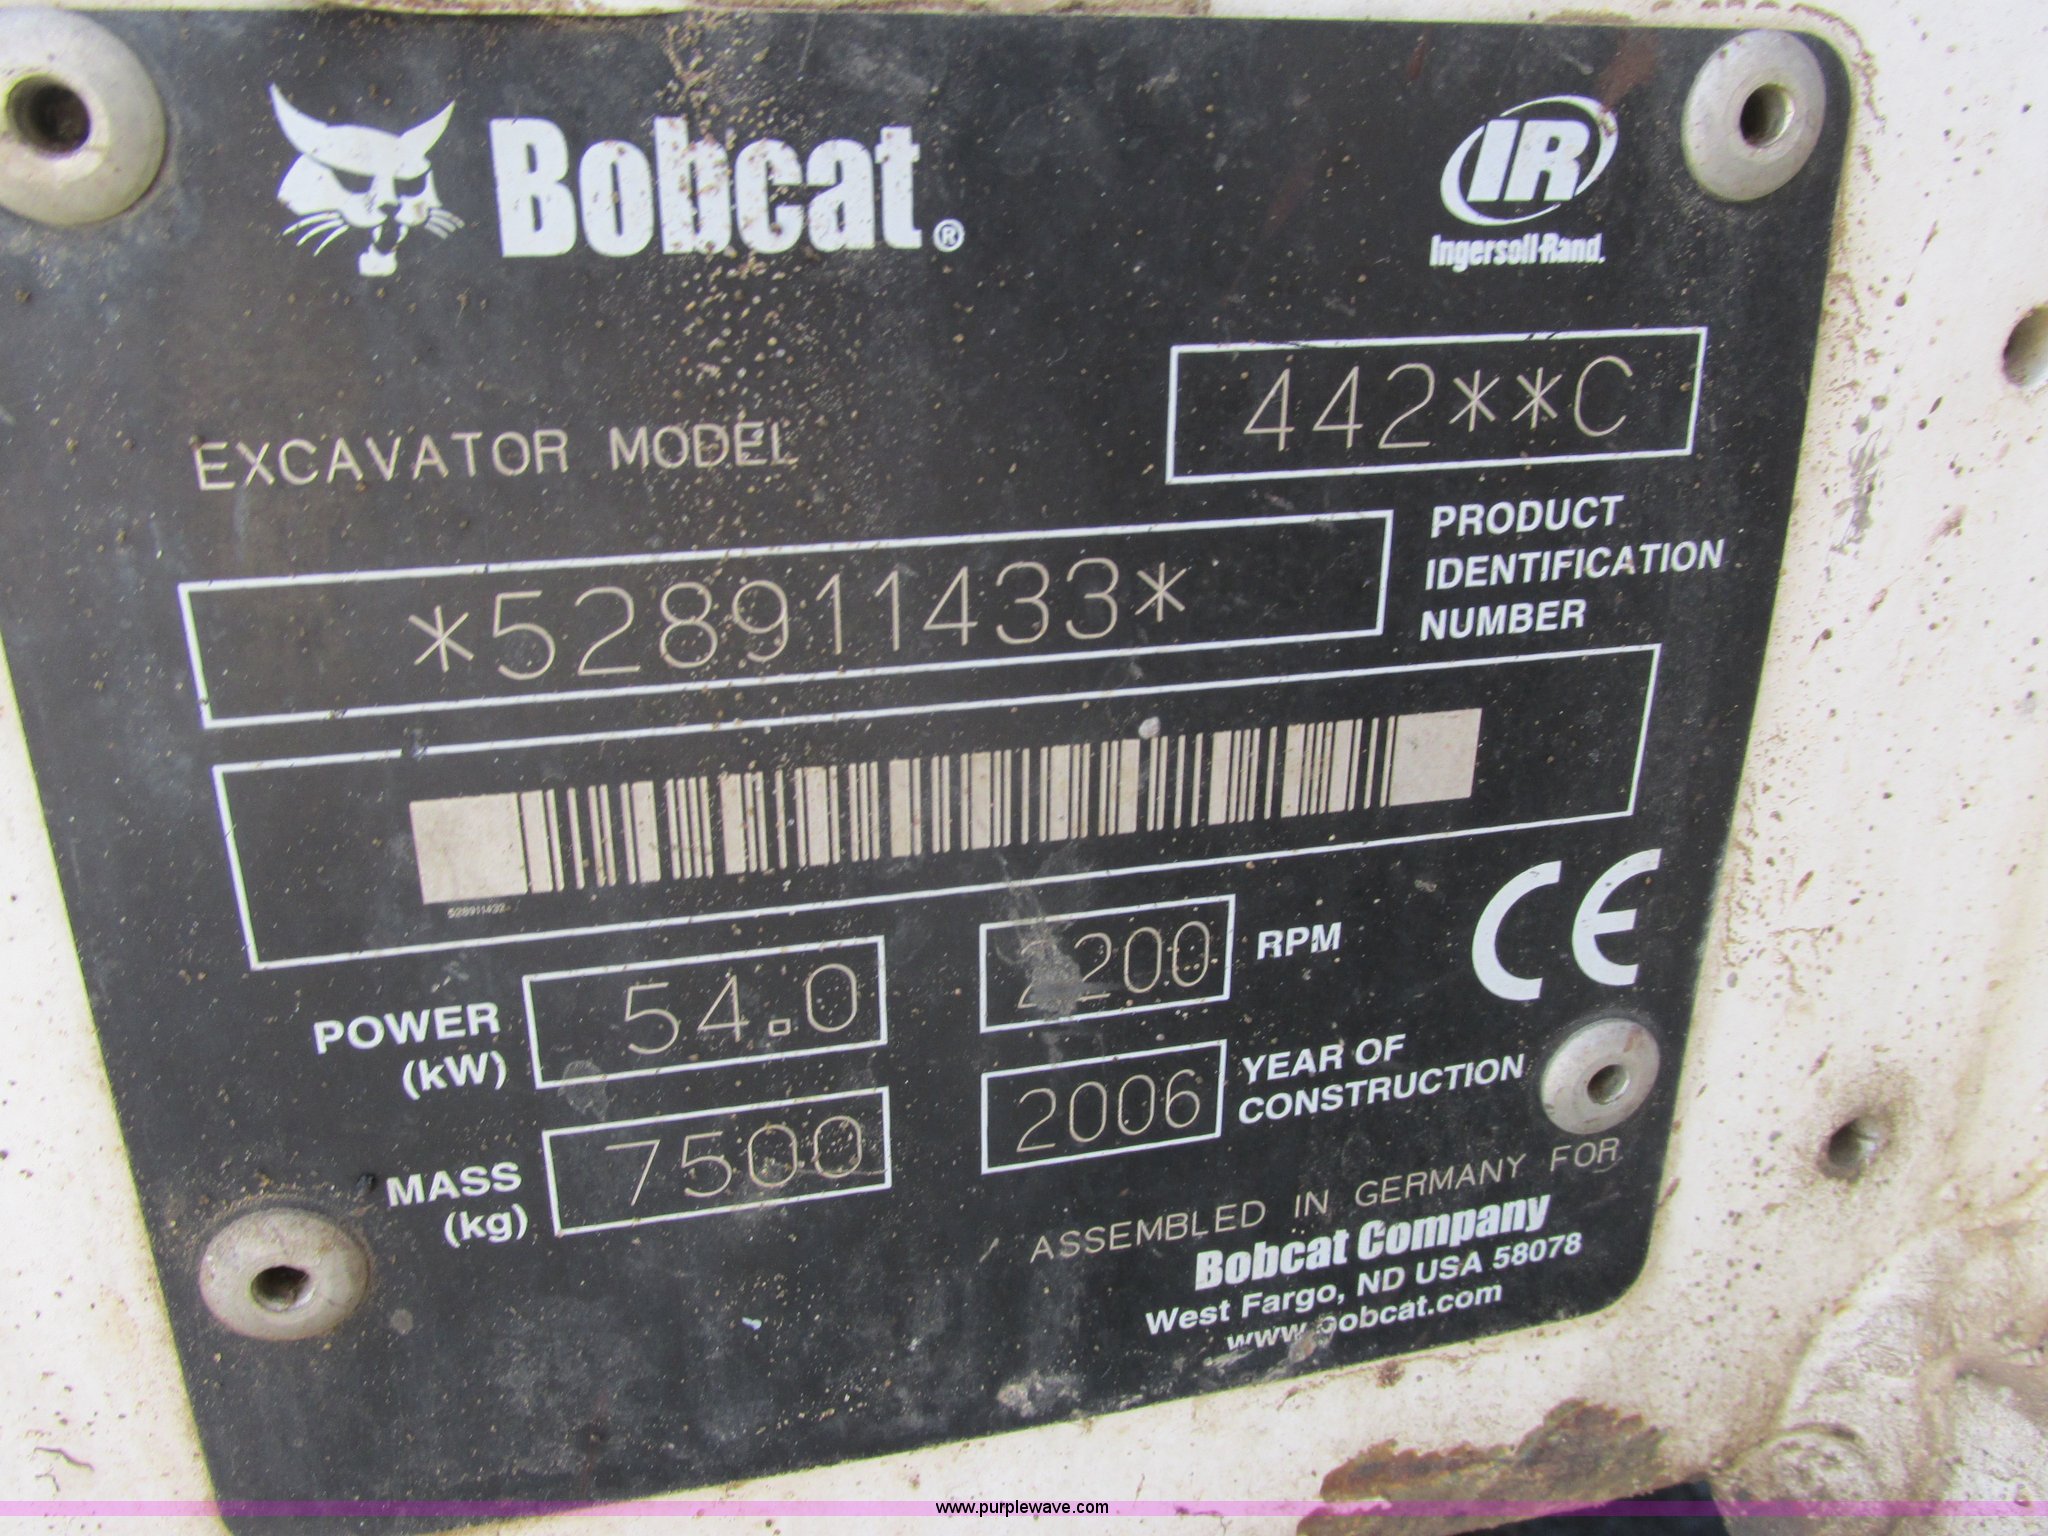 Bobcat®
IR
Ingersoll-Rand.
EXCAVATOR MODEL
442**C
*528911433*
PRODUCT
IDENTIFICATION
NUMBER
POWER
(kW)
54.0
2200
RPM
CE
MASS
(kg)
7500
2006
YEAR OF
CONSTRUCTION
ASSEMBLED IN GERMANY FOR
Bobcat Company
West Fargo, ND USA 58078
www.bobcat.com
www.purplewave.com